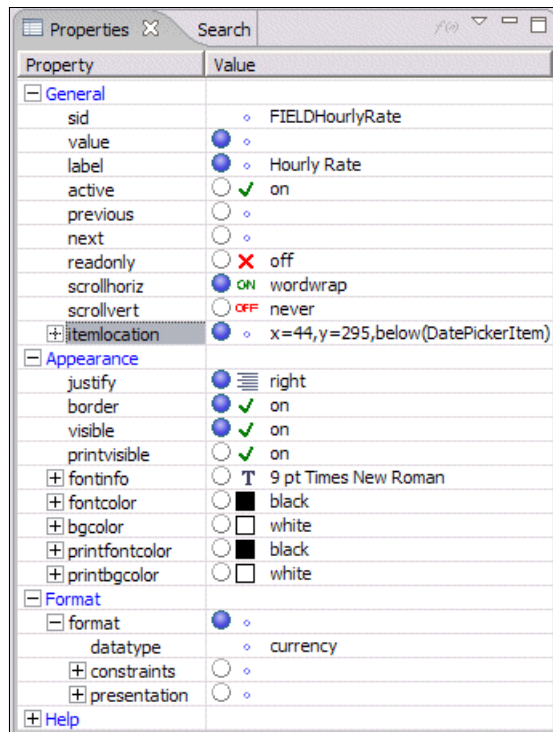 Properties Search f(x)
Property Value
General
sid FIELDHourlyRate
value
label Hourly Rate
active on
previous
next
readonly off
scrollhoriz ON wordwrap
scrollvert OFF never
itemlocation x=44,y=295,below(DatePickerItem)
Appearance
justify right
border on
visible on
printvisible on
fontinfo T 9 pt Times New Roman
fontcolor black
bgcolor white
printfontcolor black
printbgcolor white
Format
format
datatype currency
constraints
presentation
Help